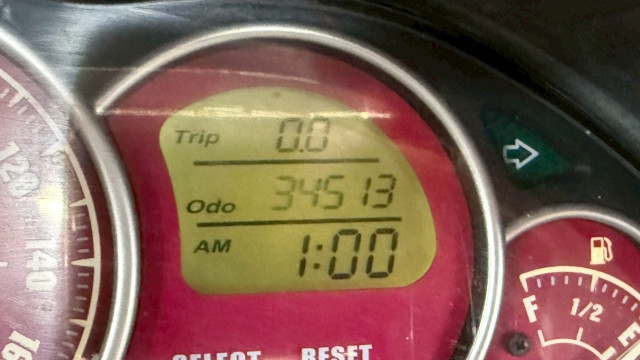 Trip 0.0
Odo 34513
AM 1:00
120
140
F 1/2 E
SELECT RESET